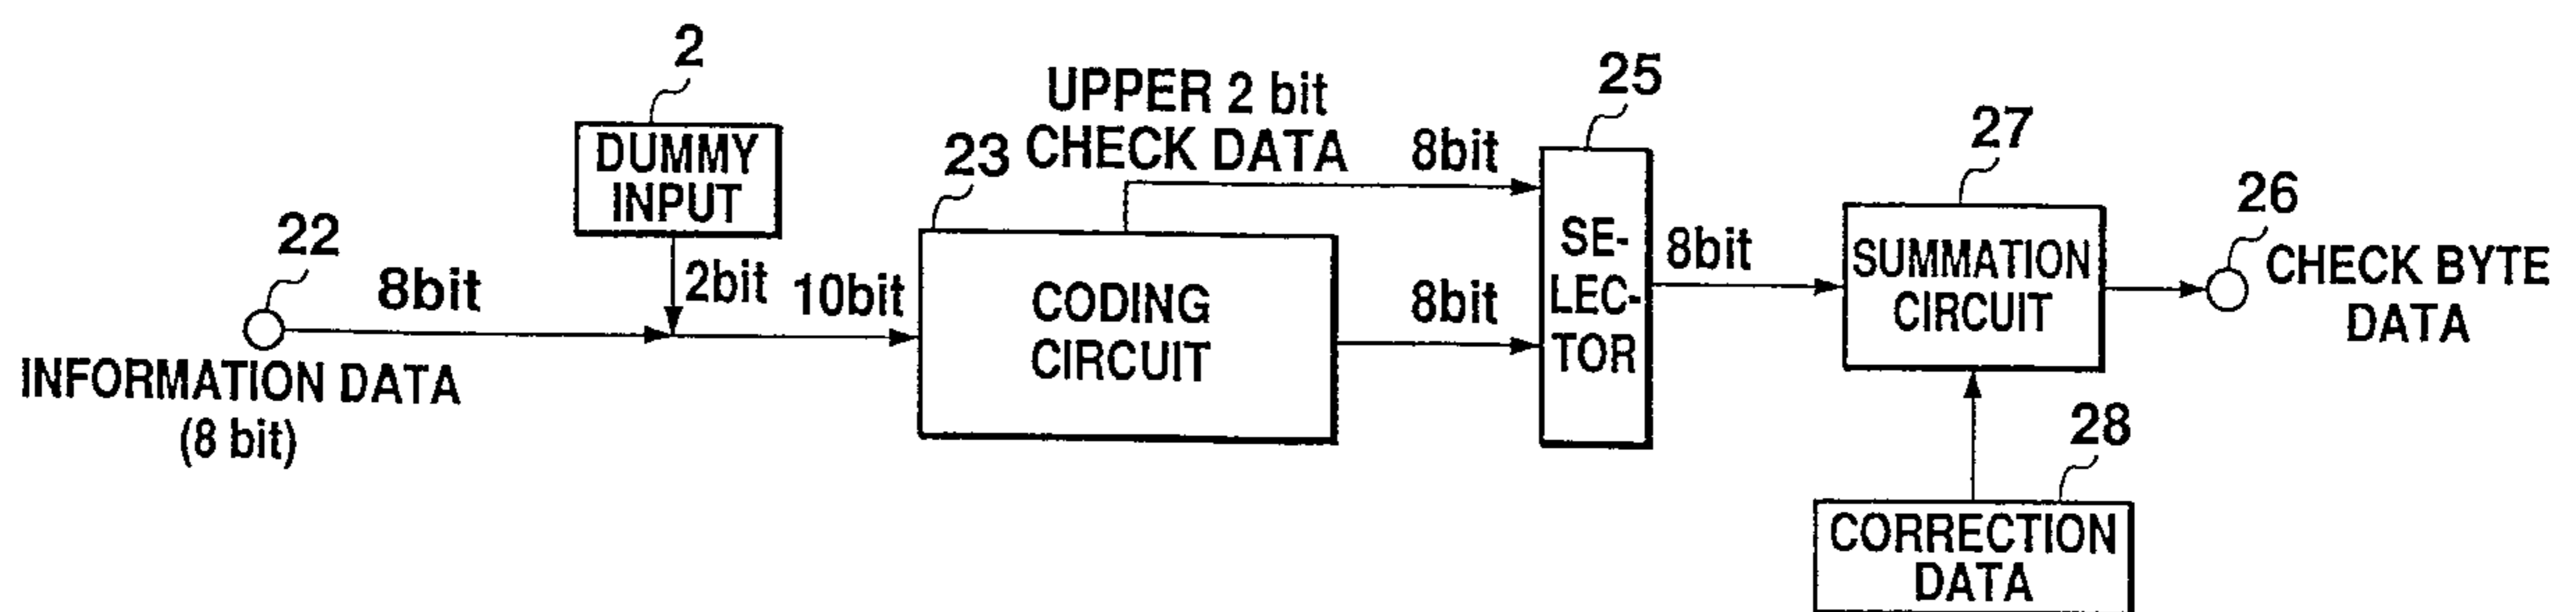 2
DUMMY
INPUT
22
8bit
INFORMATION DATA
(8 bit)
2bit
10bit
23
CODING
CIRCUIT
UPPER 2 bit
CHECK DATA
8bit
8bit
25
SE-
LEC-
TOR
8bit
27
SUMMATION
CIRCUIT
26
CHECK BYTE
DATA
28
CORRECTION
DATA